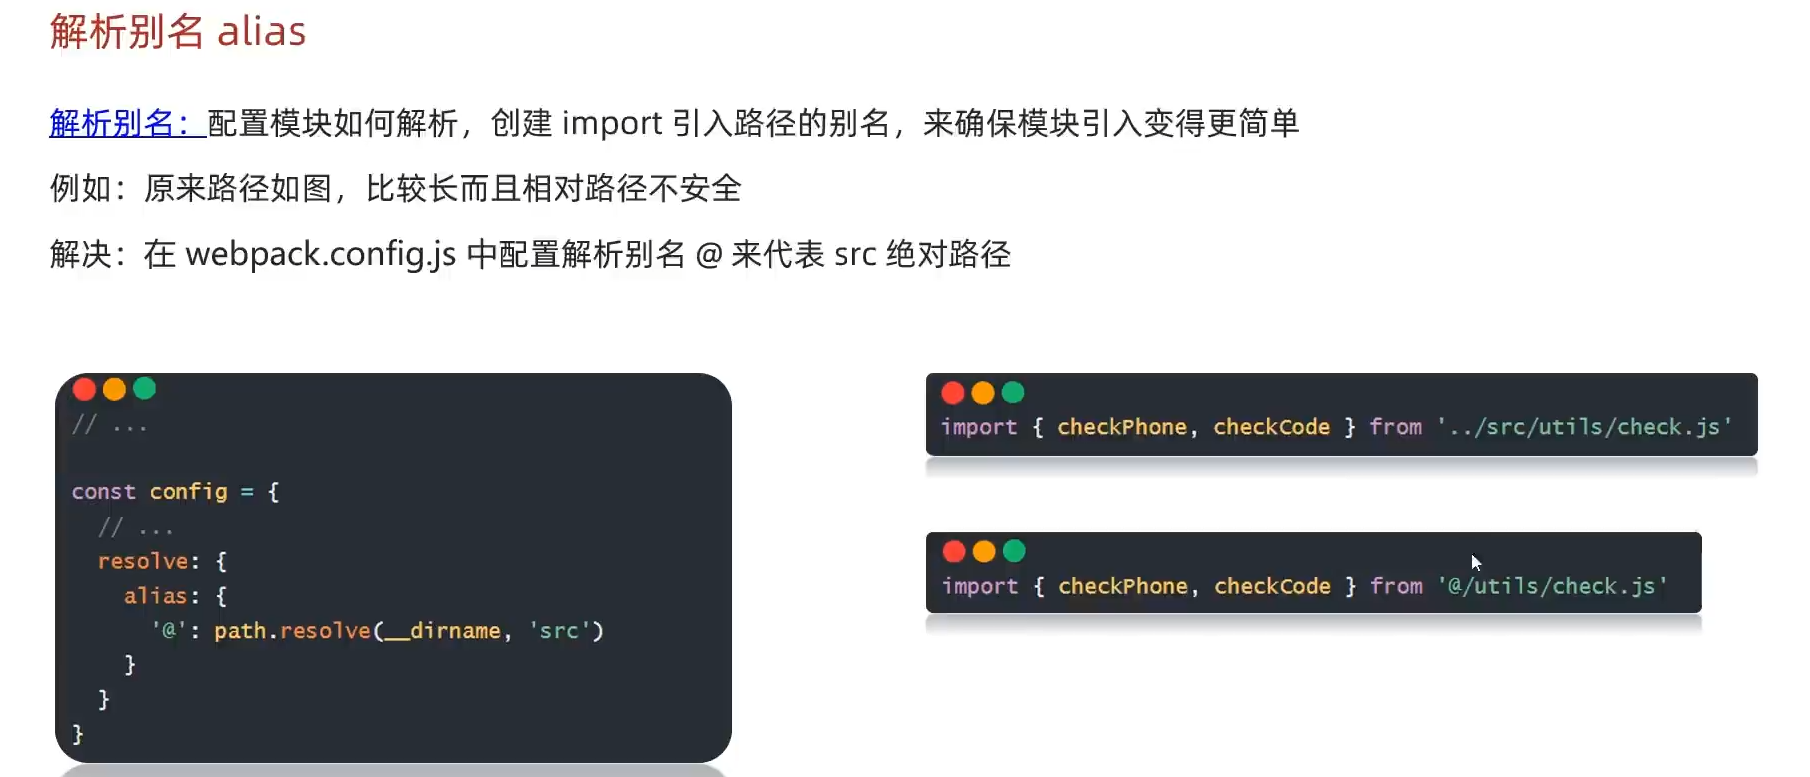 解析别名 alias
解析别名：配置模块如何解析，创建 import 引入路径的别名，来确保模块引入变得更简单
例如：原来路径如图，比较长而且相对路径不安全
解决：在 webpack.config.js 中配置解析别名 @ 来代表 src 绝对路径
// ...
const config = {
  // ...
  resolve: {
    alias: {
      '@': path.resolve(__dirname, 'src')
    }
  }
}
import { checkPhone, checkCode } from '../src/utils/check.js'
import { checkPhone, checkCode } from '@/utils/check.js'